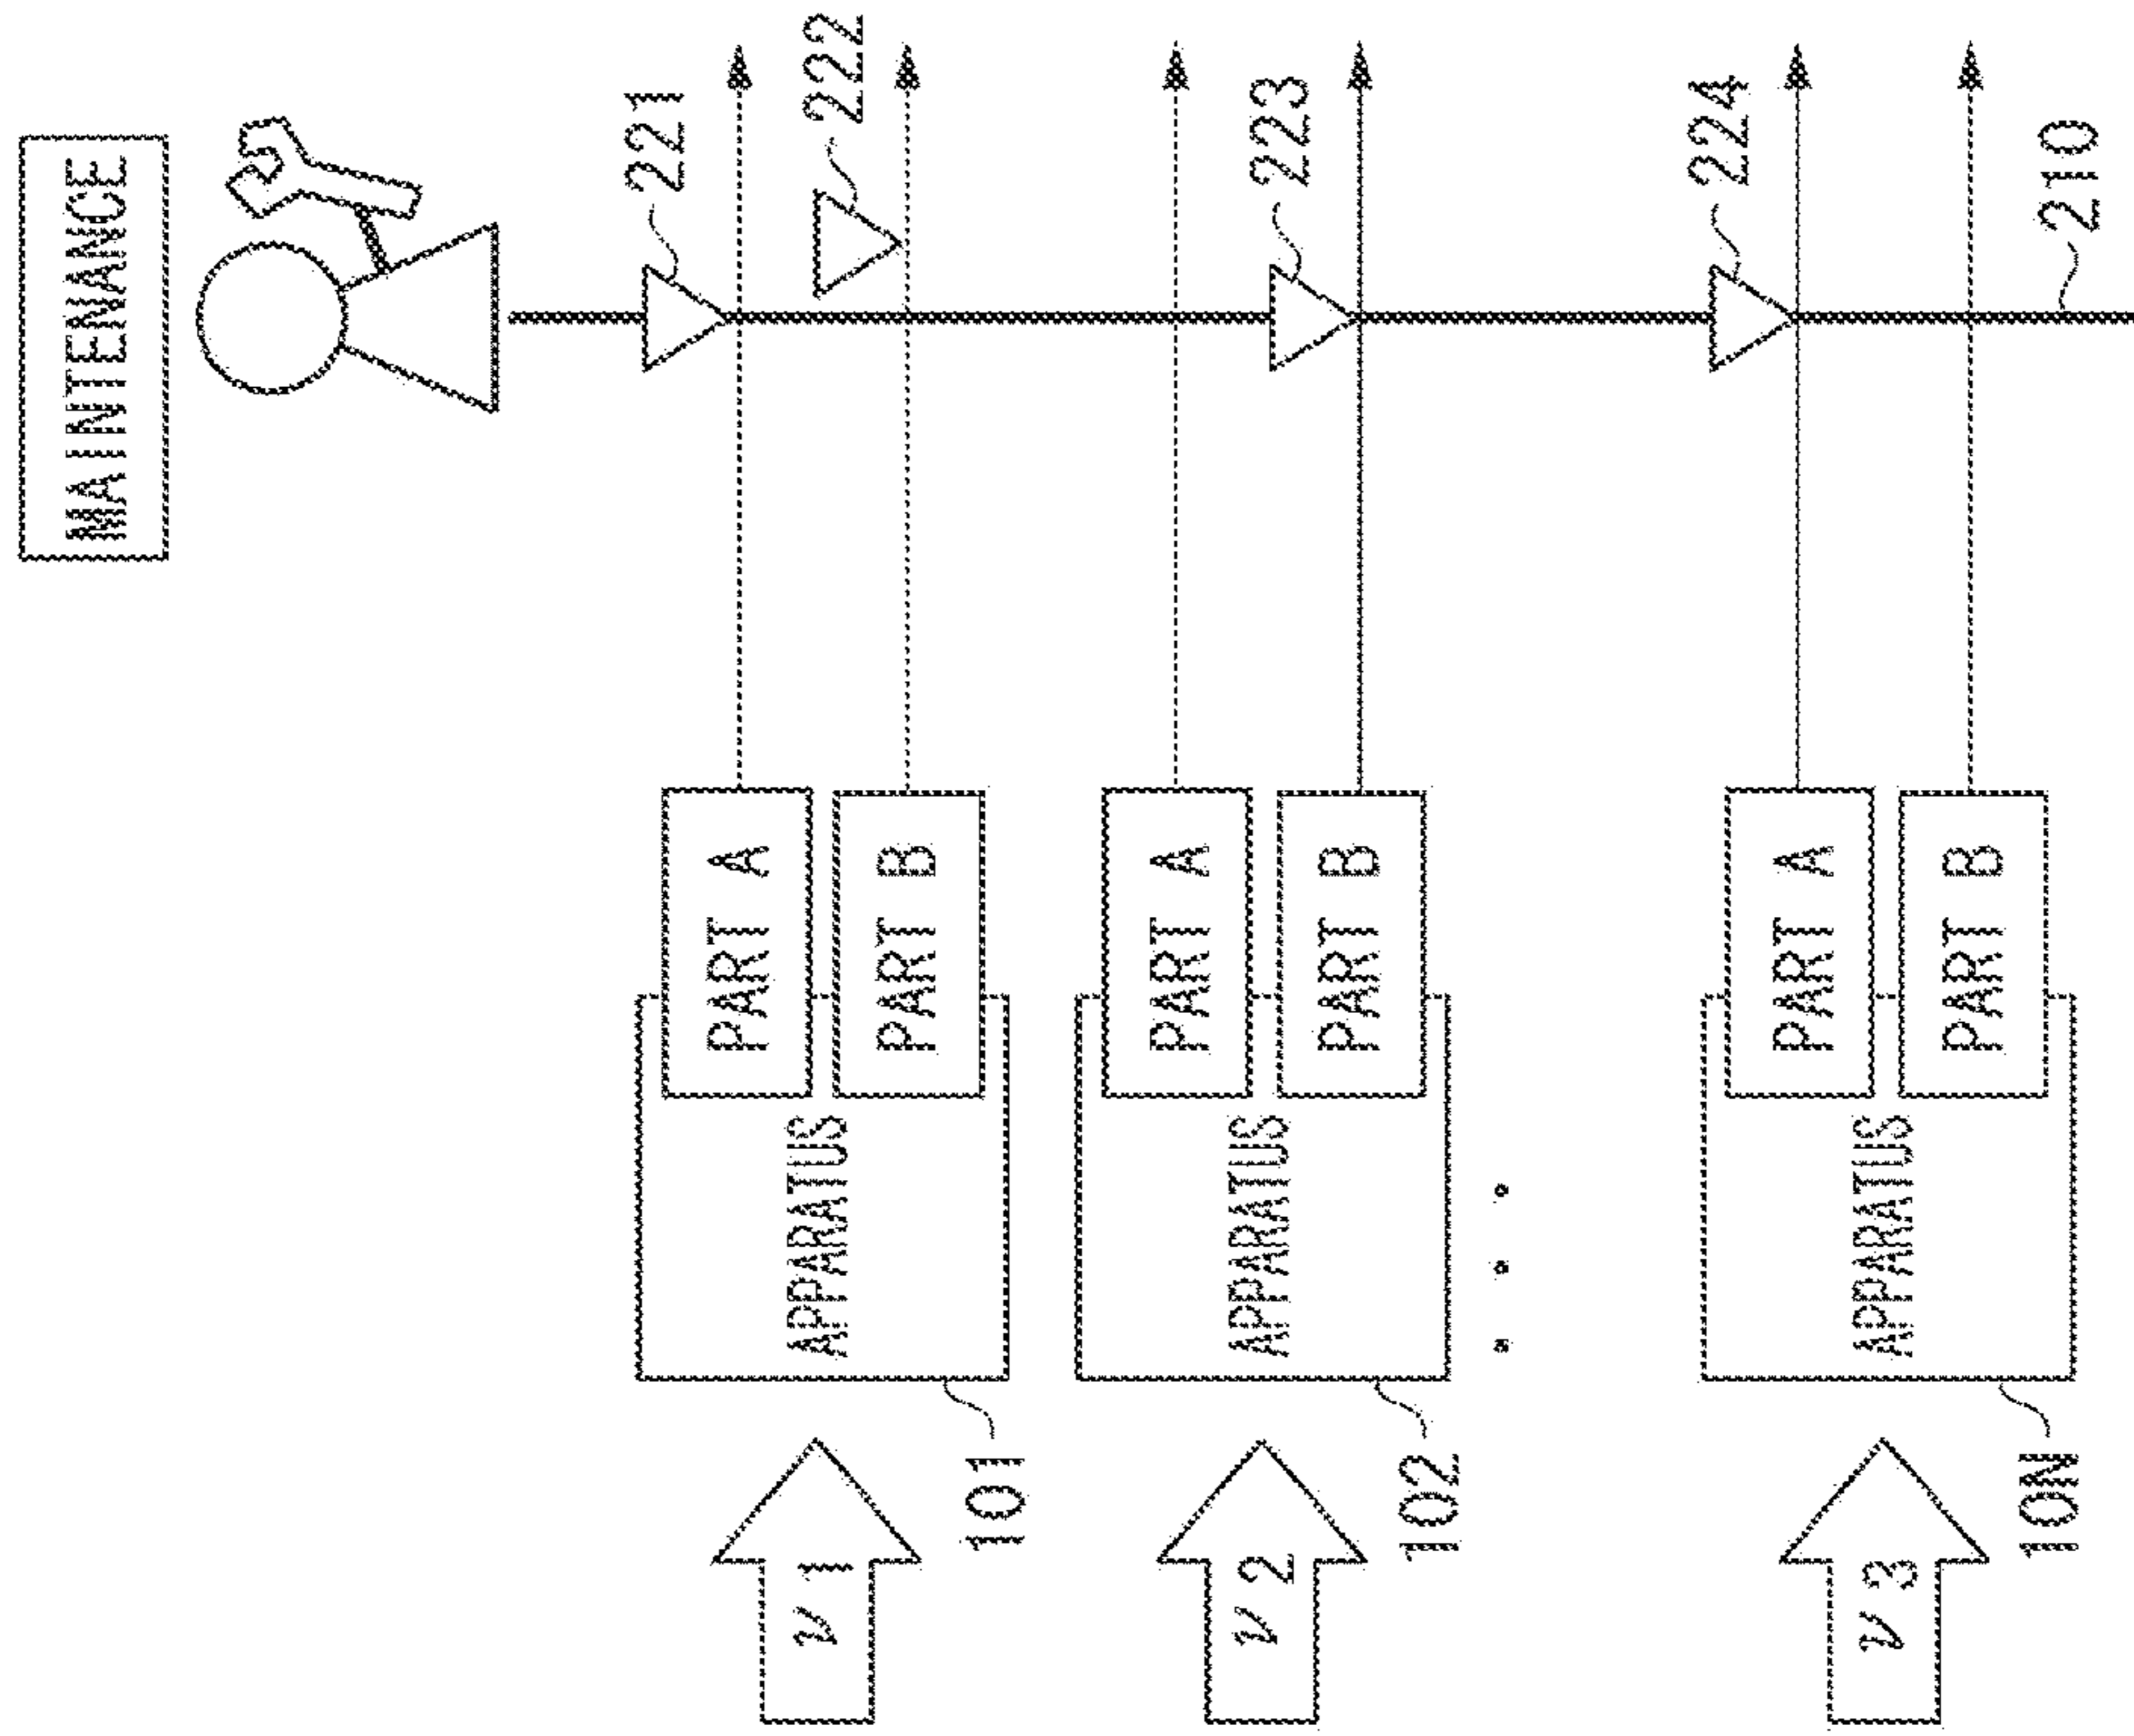 MAINTENANCE
221
222
223
224
210
PART A
PART B
APPARATUS
101
ν1
PART A
PART B
APPARATUS
102
ν2
PART A
PART B
APPARATUS
10N
ν3